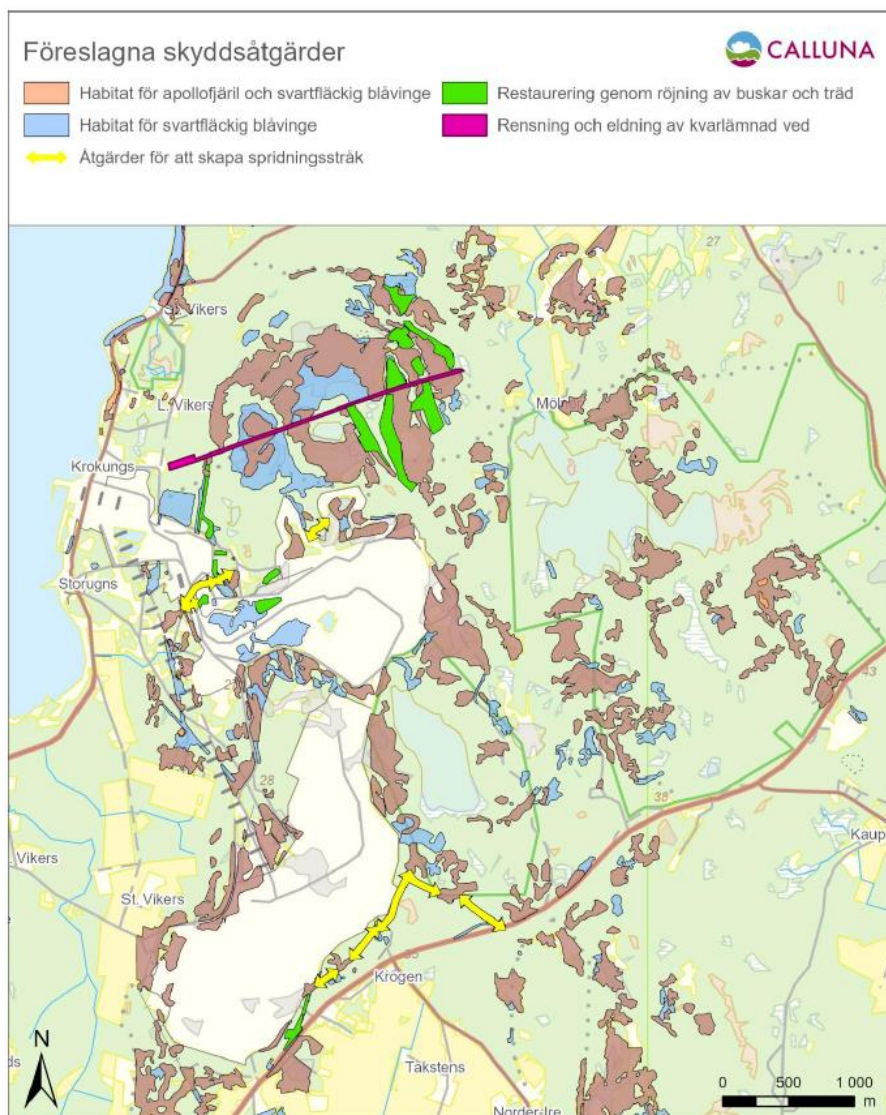 Föreslagna skyddsåtgärder
CALLUNA
Habitat för apollofjäril och svartfläckig blåvinge
Restaurering genom röjning av buskar och träd
Habitat för svartfläckig blåvinge
Rensning och eldning av kvarlämnad ved
Åtgärder för att skapa spridningsstråk
27
St. Vikers
L. Vikers
Krokungs
Storugns
43
28
38
Kaup
Vikers
St. Vikers
Krogen
N
Takstens
0 500 1 000
m
Norder-Ire